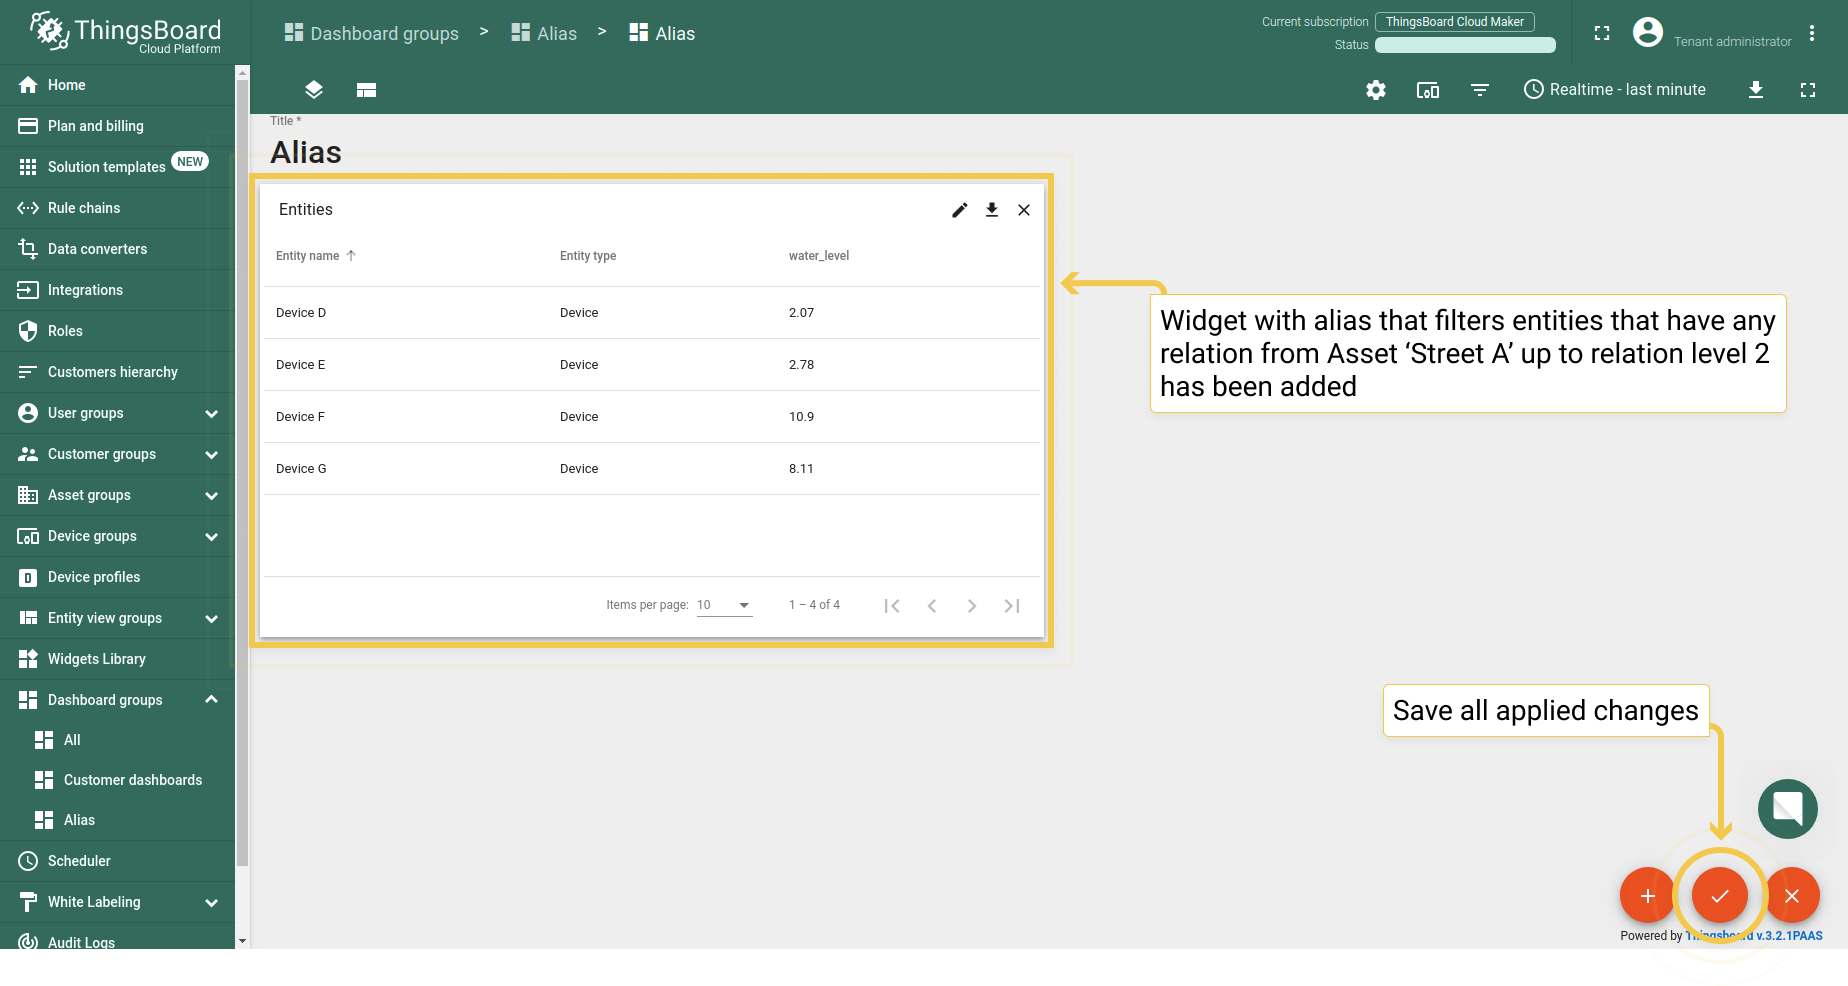 ThingsBoard
Cloud Platform
Dashboard groups > Alias > Alias
Current subscription ThingsBoard Cloud Maker
Status
Tenant administrator
Realtime - last minute
Home
Plan and billing
Solution templates NEW
Rule chains
Data converters
Integrations
Roles
Customers hierarchy
User groups
Customer groups
Asset groups
Device groups
Device profiles
Entity view groups
Widgets Library
Dashboard groups
All
Customer dashboards
Alias
Scheduler
White Labeling
Audit Logs
Title *
Alias
Entities
Entity name Entity type water_level
Device D Device 2.07
Device E Device 2.78
Device F Device 10.9
Device G Device 8.11
Items per page: 10 1 – 4 of 4
Widget with alias that filters entities that have any
relation from Asset ‘Street A’ up to relation level 2
has been added
Save all applied changes
Powered by Thingsboard v.3.2.1PAAS